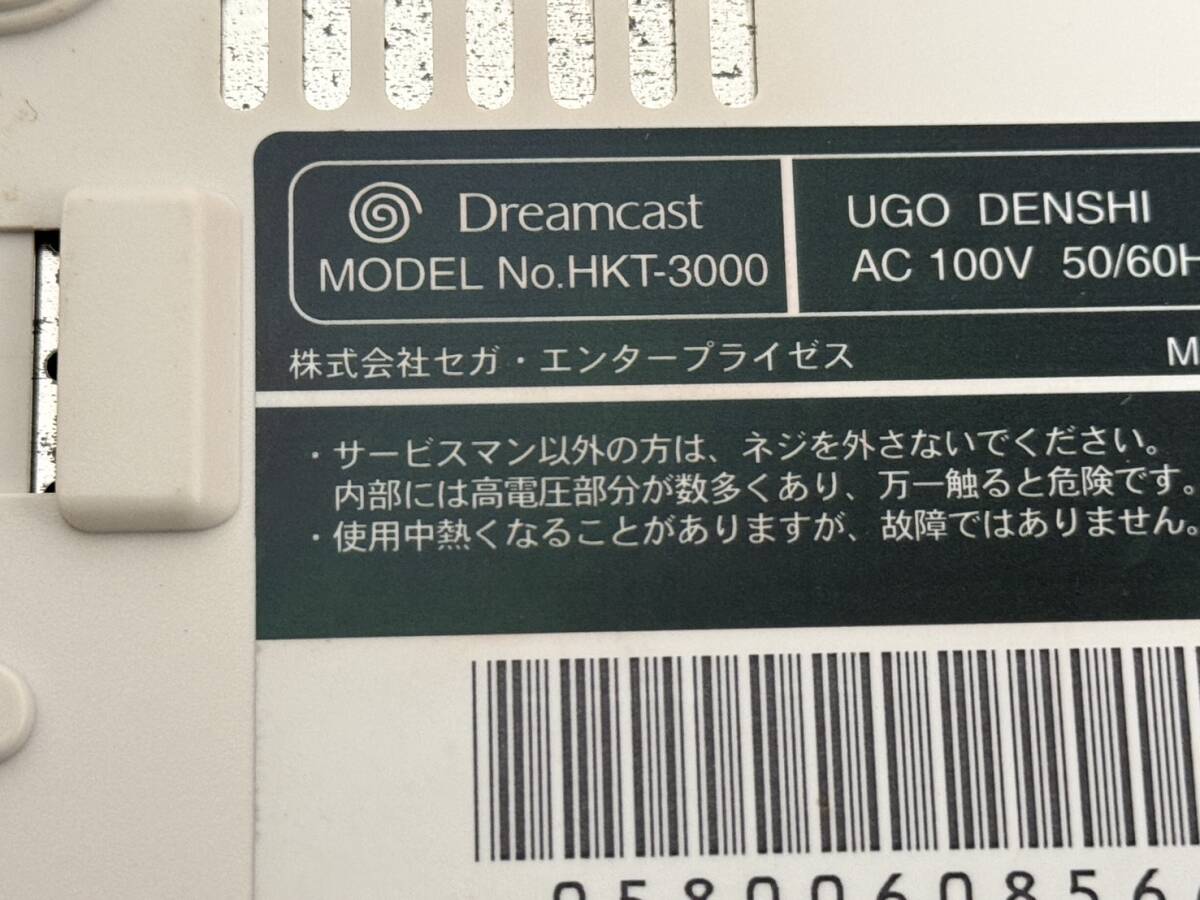 Dreamcast
MODEL No.HKT-3000
UGO DENSHI
AC 100V 50/60H
株式会社セガ・エンタープライゼス
M
・サービスマン以外の方は、ネジを外さないでください。
内部には高電圧部分が数多くあり、万一触ると危険です。
・使用中熱くなることがありますが、故障ではありません。